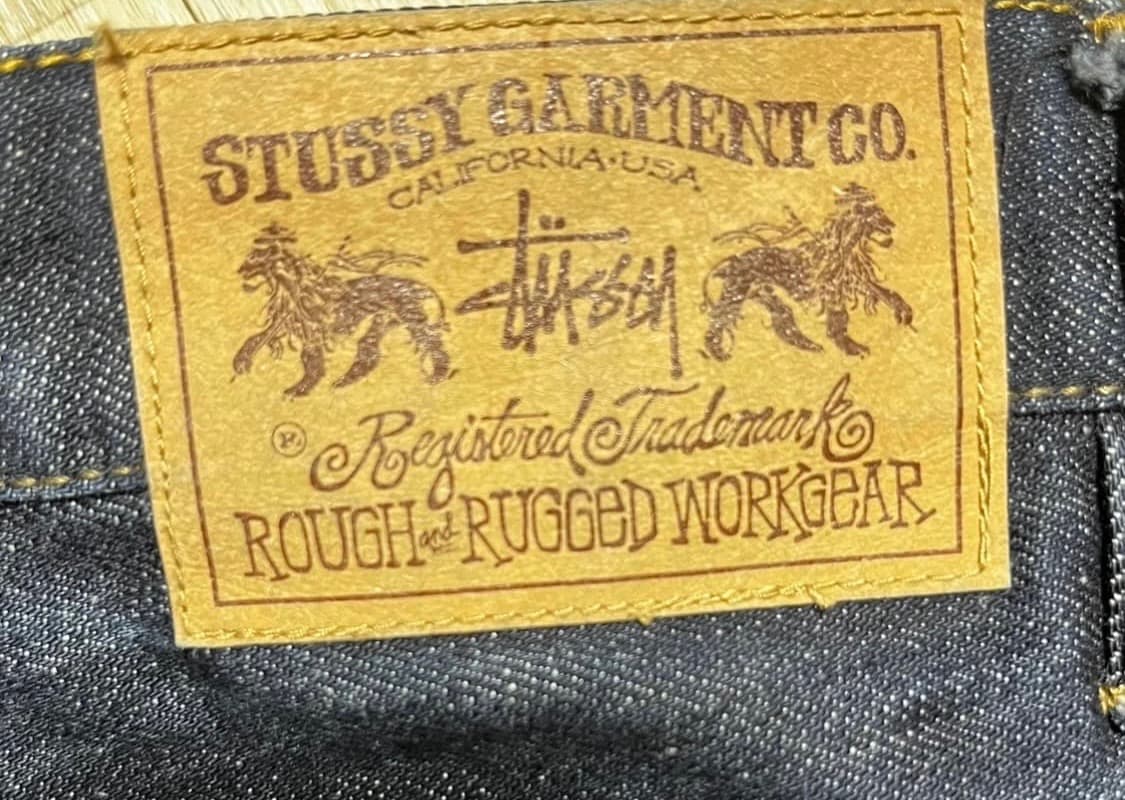 STUSSY GARMENT CO.
CALIFORNIA·USA
Stüssy
® Registered Trademark
ROUGH and RUGGED WORKGEAR